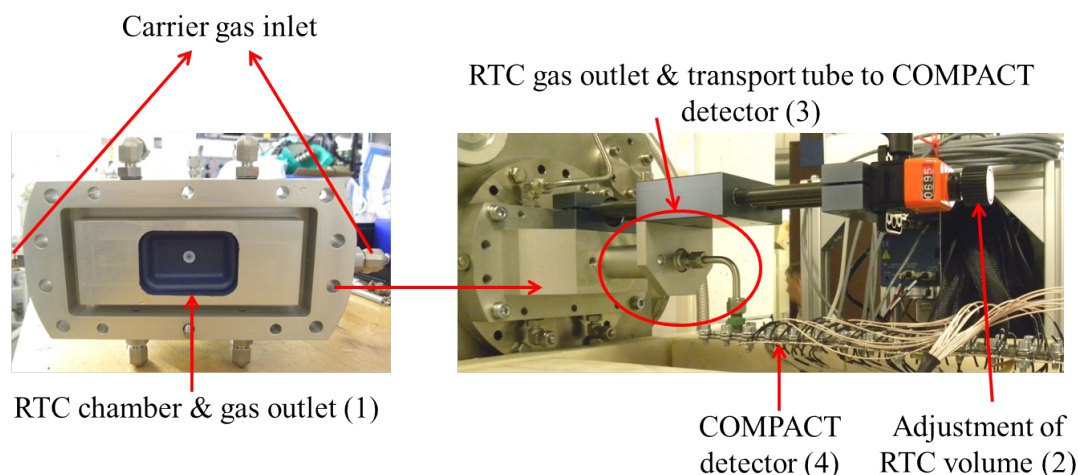 Carrier gas inlet
RTC gas outlet & transport tube to COMPACT
detector (3)
0695
RTC chamber & gas outlet (1)
COMPACT
detector (4)
Adjustment of
RTC volume (2)